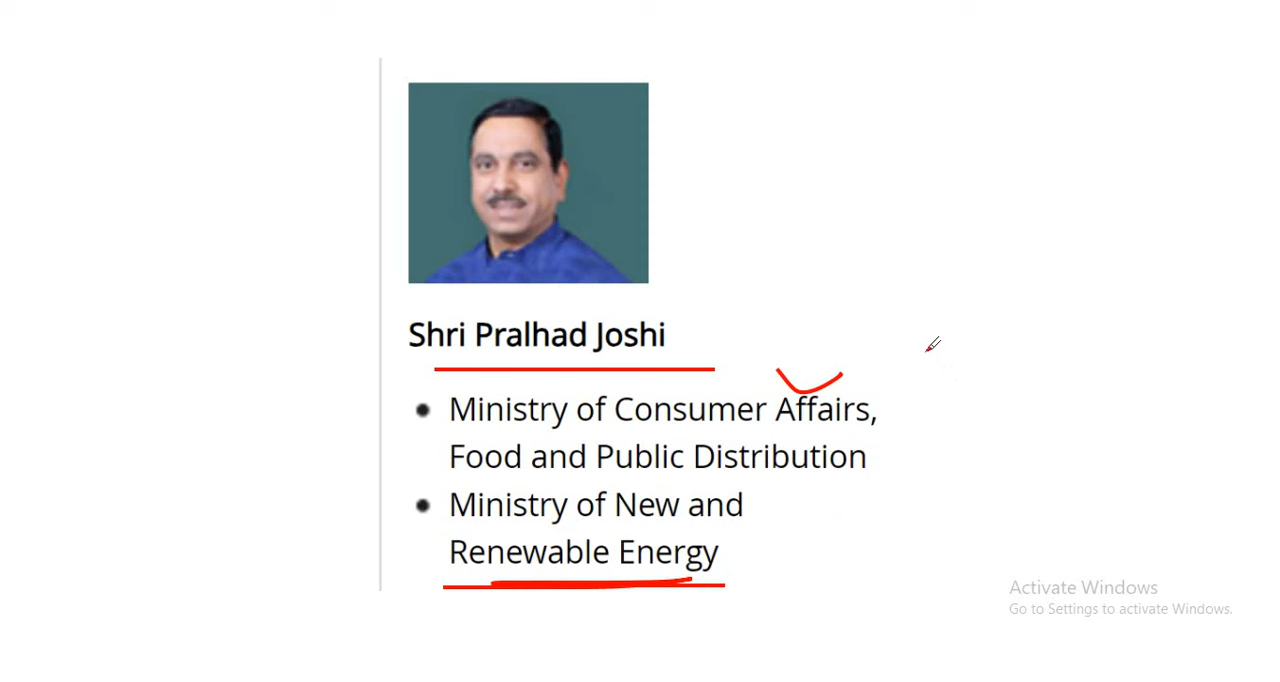 Shri Pralhad Joshi
Ministry of Consumer Affairs,
Food and Public Distribution
Ministry of New and
Renewable Energy
Activate Windows
Go to Settings to activate Windows.